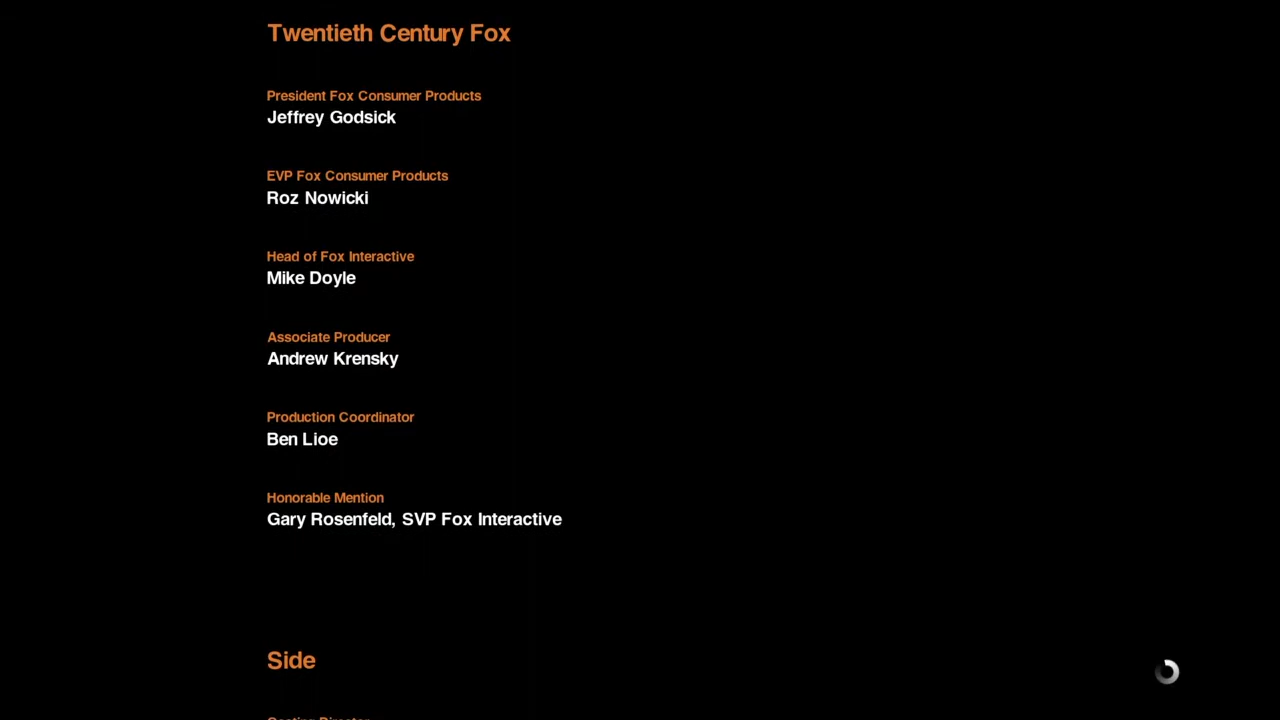 Twentieth Century Fox
President Fox Consumer Products
Jeffrey Godsick
EVP Fox Consumer Products
Roz Nowicki
Head of Fox Interactive
Mike Doyle
Associate Producer
Andrew Krensky
Production Coordinator
Ben Lioe
Honorable Mention
Gary Rosenfeld, SVP Fox Interactive
Side